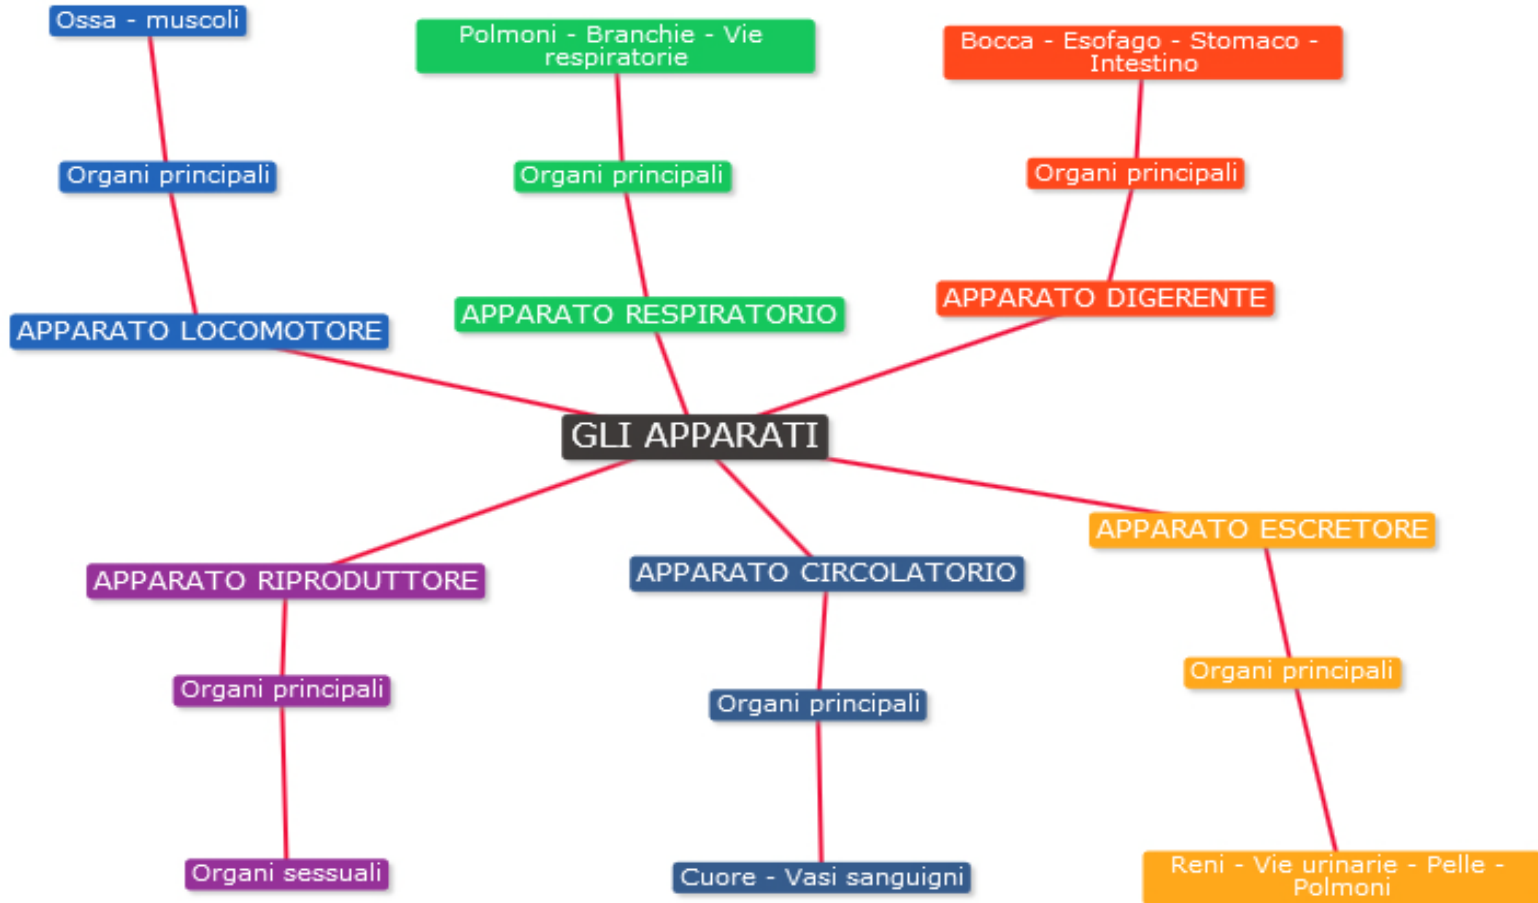 Ossa - muscoli
Polmoni - Branchie - Vie
respiratorie
Bocca - Esofago - Stomaco -
Intestino
Organi principali
Organi principali
Organi principali
APPARATO LOCOMOTORE
APPARATO RESPIRATORIO
APPARATO DIGERENTE
GLI APPARATI
APPARATO RIPRODUTTORE
APPARATO CIRCOLATORIO
APPARATO ESCRETORE
Organi principali
Organi principali
Organi principali
Organi sessuali
Cuore - Vasi sanguigni
Reni - Vie urinarie - Pelle -
Polmoni